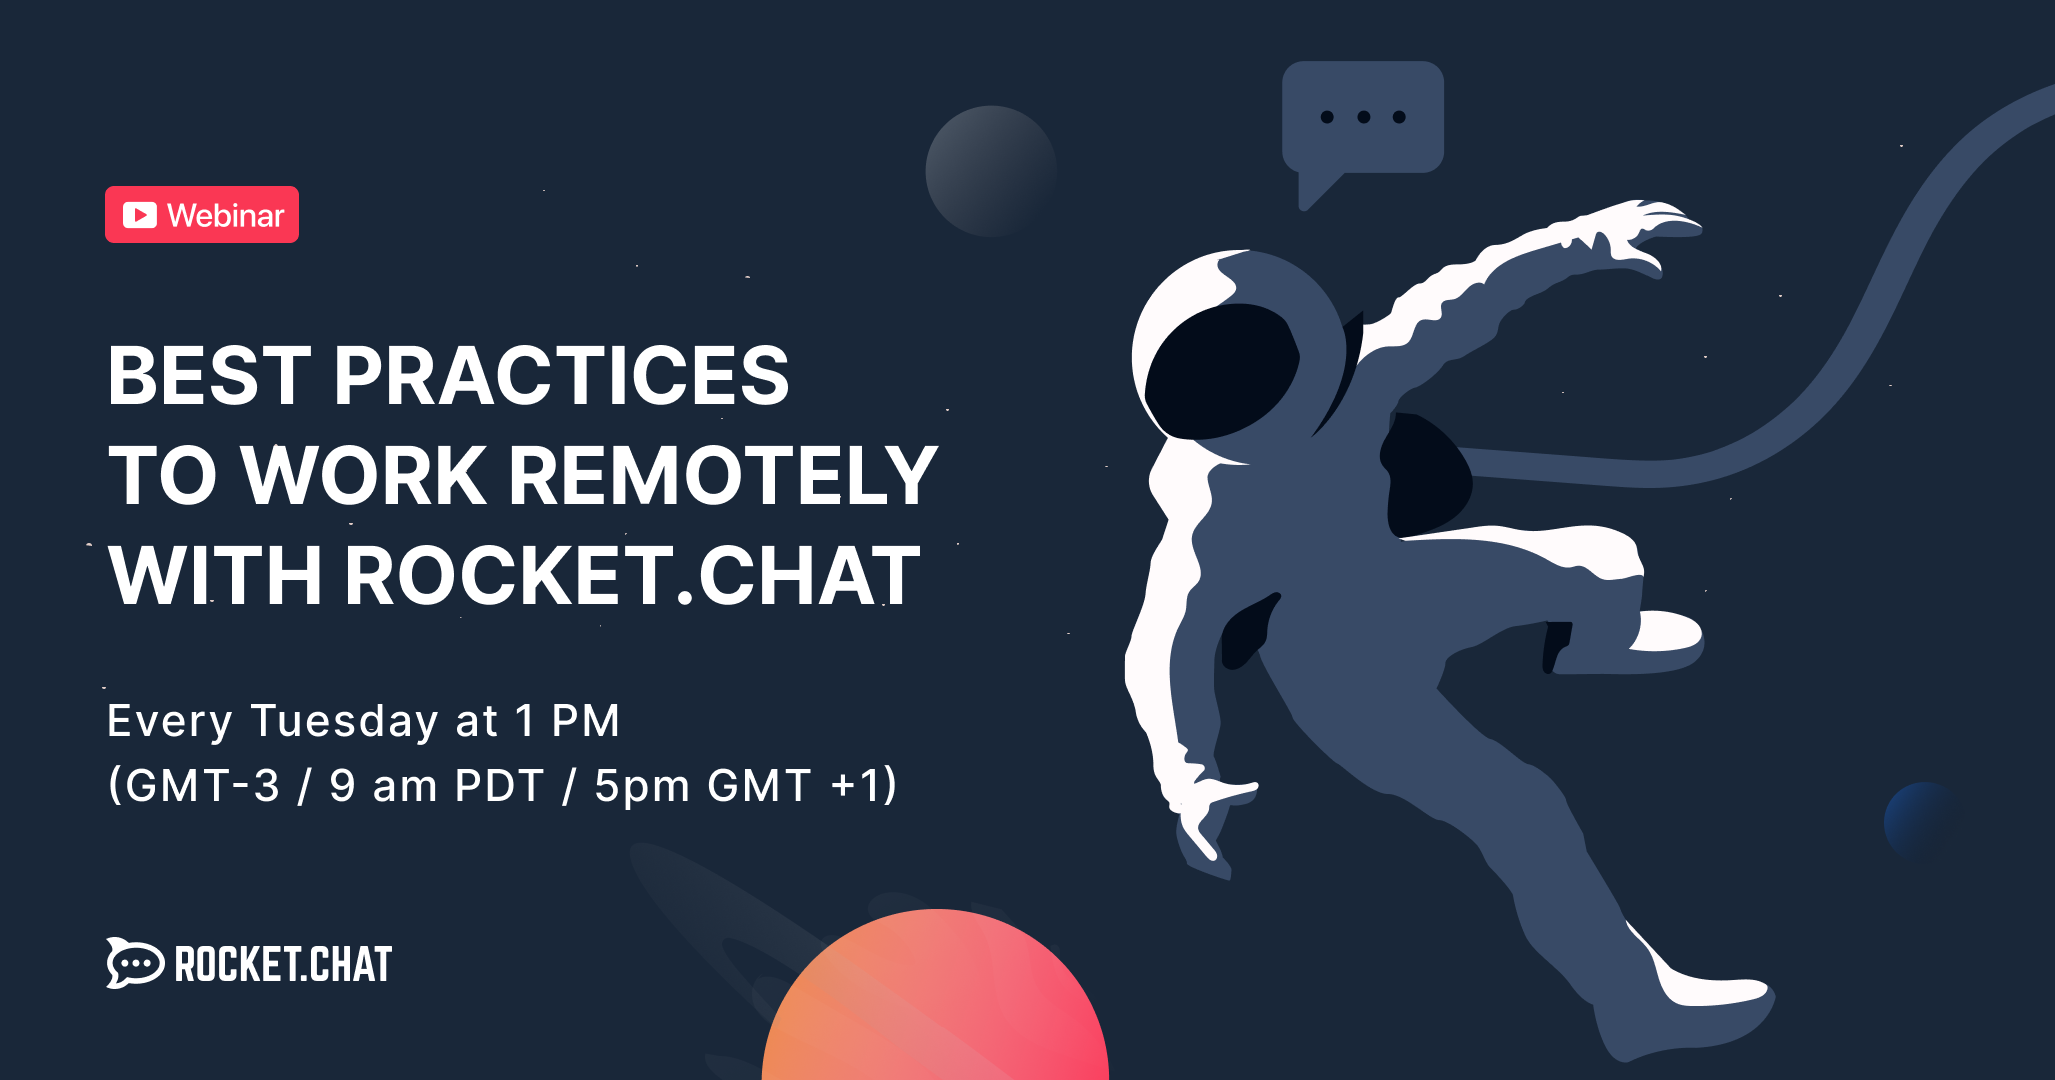 Webinar
BEST PRACTICES
TO WORK REMOTELY
WITH ROCKET.CHAT
Every Tuesday at 1 PM
(GMT-3 / 9 am PDT / 5pm GMT +1)
ROCKET.CHAT